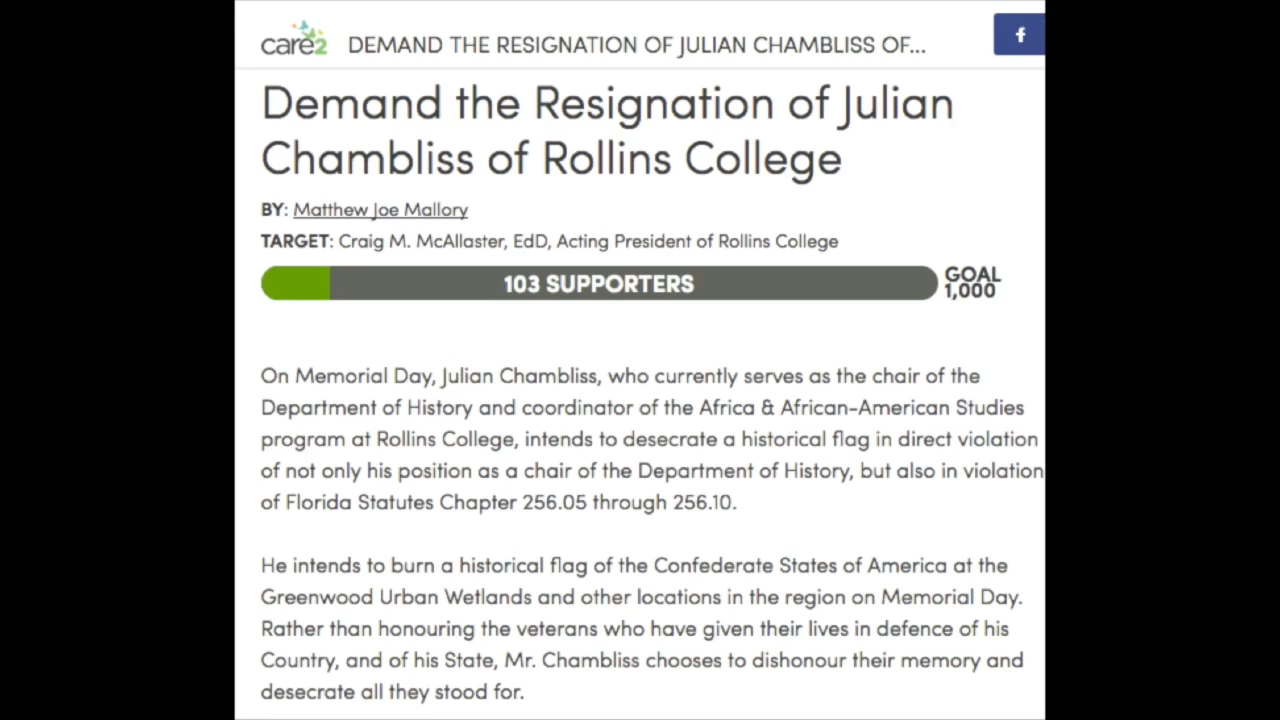 care2 DEMAND THE RESIGNATION OF JULIAN CHAMBLISS OF...
f
Demand the Resignation of Julian
Chambliss of Rollins College
BY: Matthew Joe Mallory
TARGET: Craig M. McAllaster, EdD, Acting President of Rollins College
103 SUPPORTERS
GOAL
1,000
On Memorial Day, Julian Chambliss, who currently serves as the chair of the
Department of History and coordinator of the Africa & African-American Studies
program at Rollins College, intends to desecrate a historical flag in direct violation
of not only his position as a chair of the Department of History, but also in violation
of Florida Statutes Chapter 256.05 through 256.10.
He intends to burn a historical flag of the Confederate States of America at the
Greenwood Urban Wetlands and other locations in the region on Memorial Day.
Rather than honouring the veterans who have given their lives in defence of his
Country, and of his State, Mr. Chambliss chooses to dishonour their memory and
desecrate all they stood for.